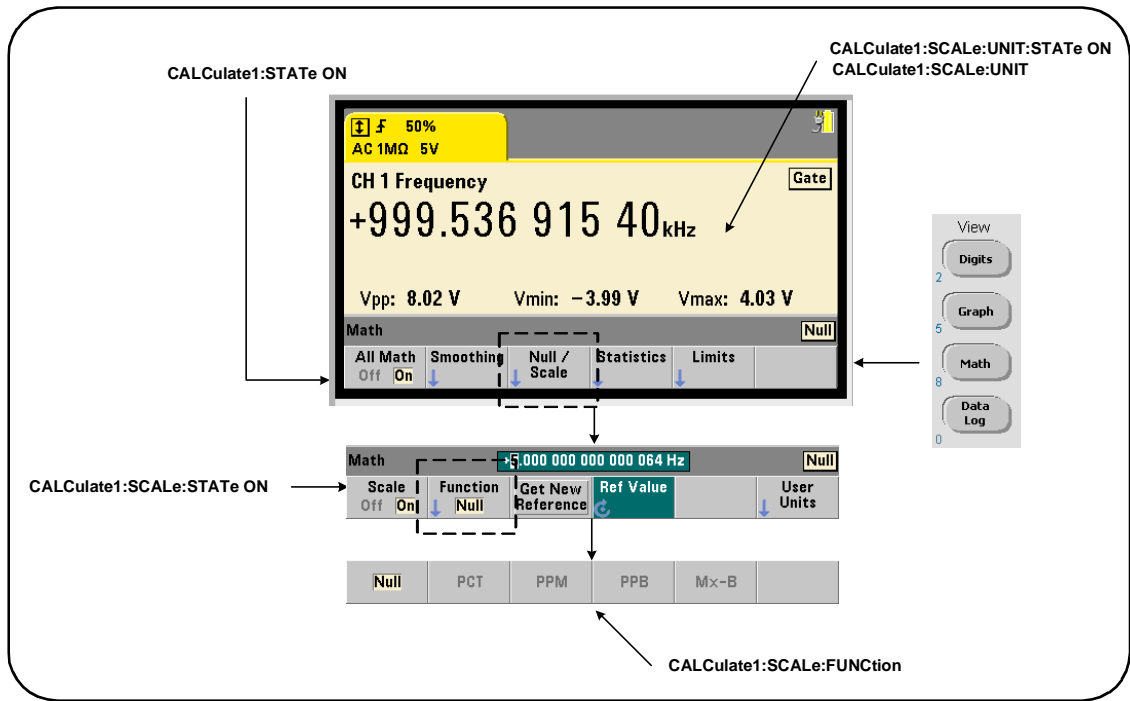 CALCulate1:STATe ON
CALCulate1:SCALe:UNIT:STATe ON
CALCulate1:SCALe:UNIT
50%
AC 1MΩ 5V
CH 1 Frequency
Gate
+999.536 915 40kHz
Vpp: 8.02 V Vmin: −3.99 V Vmax: 4.03 V
Math Null
All Math Smoothing Null / Statistics Limits
Off On Scale
View
Digits
2
Graph
5
Math
8
Data
Log
0
CALCulate1:SCALe:STATe ON
Math +5.000 000 000 000 064 Hz Null
Scale Function Get New Ref Value User
Off On Null Reference Units
Null PCT PPM PPB Mx-B
CALCulate1:SCALe:FUNCtion